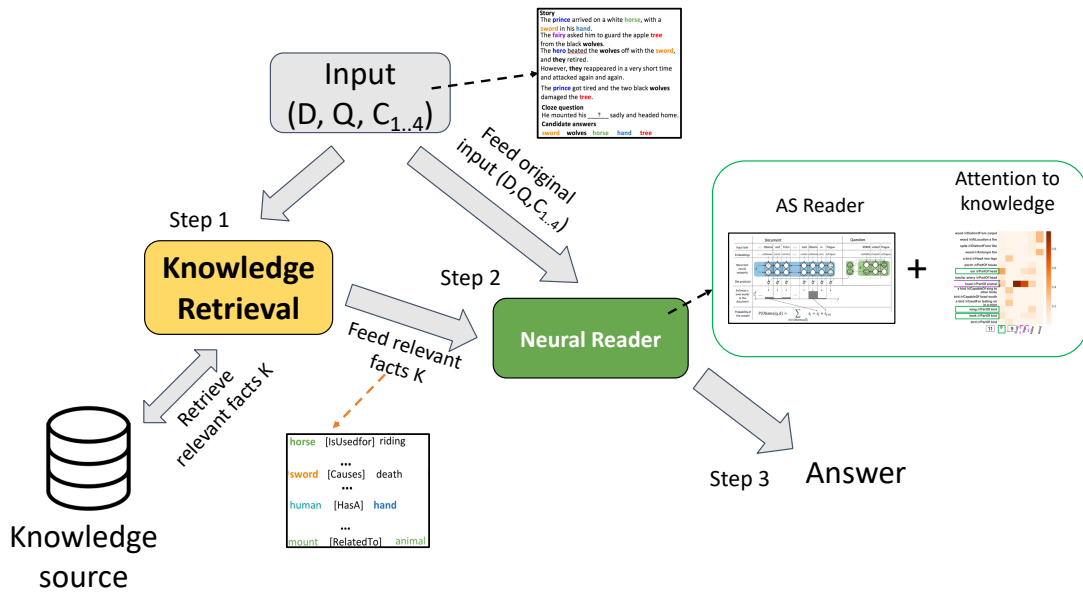 Story
The prince arrived on a white horse, with a
sword in his hand.
The fairy asked him to guard the apple tree
from the black wolves.
The hero beated the wolves off with the sword,
and they retired.
However, they reappeared in a very short time
and attacked again and again.
The prince got tired and the two black wolves
damaged the tree.
Cloze question
He mounted his ___?___ sadly and headed home.
Candidate answers
sword wolves horse hand tree
Input
(D, Q, C1..4)
Feed original
input (D,Q,C1..4)
Step 1
Knowledge
Retrieval
Step 2
Feed relevant
facts K
Neural Reader
Retrieve
relevant facts K
Knowledge
source
horse [IsUsedfor] riding
...
sword [Causes] death
...
human [HasA] hand
...
mount [RelatedTo] animal
AS Reader
Document
Question
+
Attention to
knowledge
Step 3
Answer